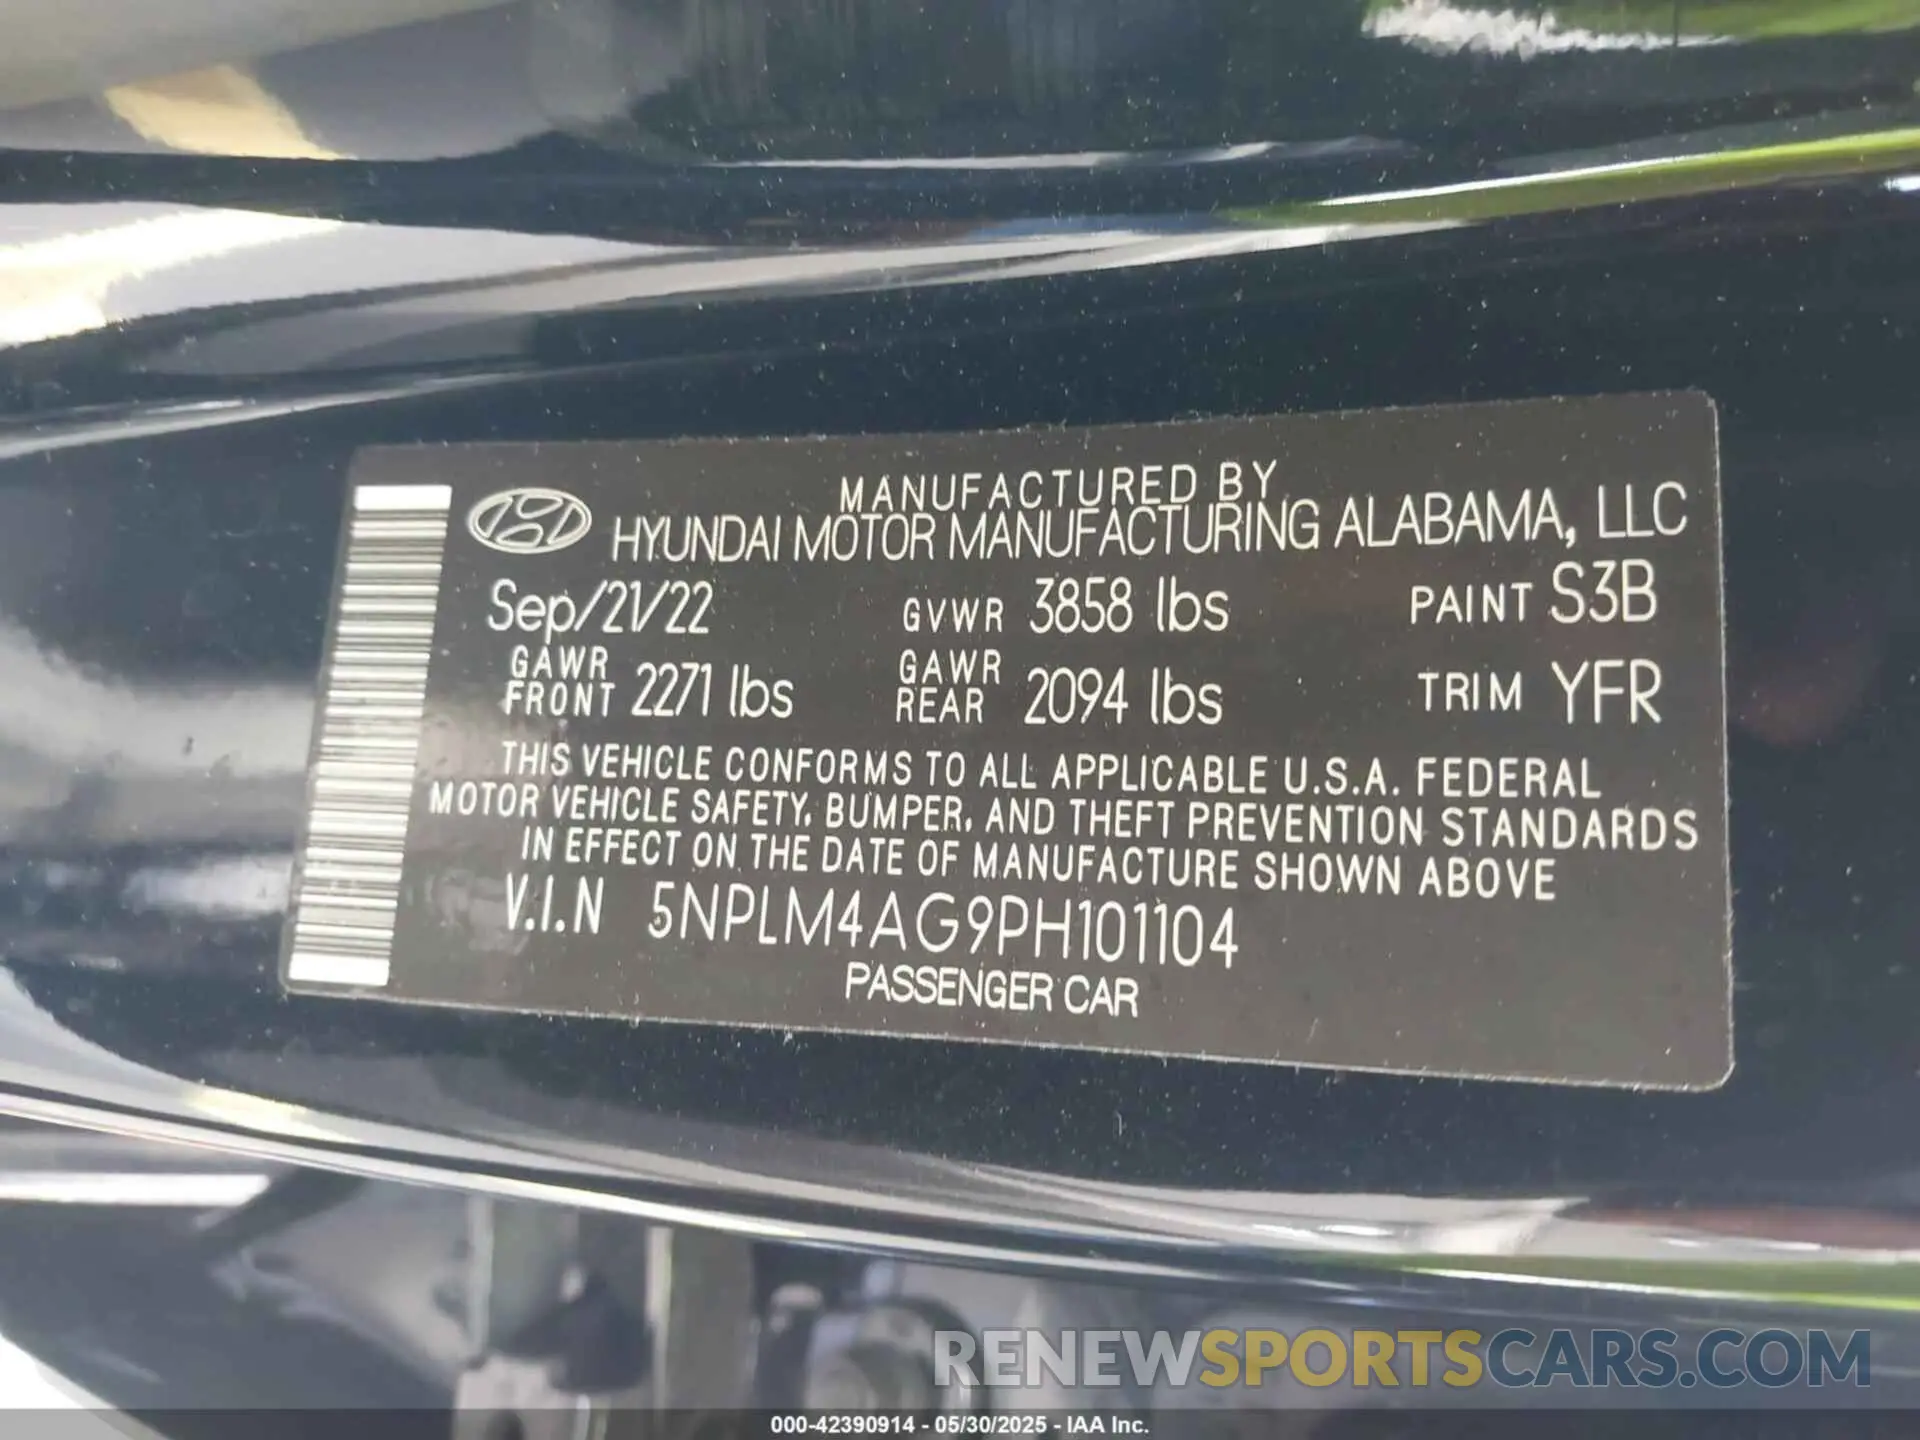 MANUFACTURED BY
HYUNDAI MOTOR MANUFACTURING ALABAMA, LLC
Sep/21/22 GVWR 3858 lbs PAINT S3B
GAWR FRONT 2271 lbs GAWR REAR 2094 lbs TRIM YFR
THIS VEHICLE CONFORMS TO ALL APPLICABLE U.S.A. FEDERAL
MOTOR VEHICLE SAFETY, BUMPER, AND THEFT PREVENTION STANDARDS
IN EFFECT ON THE DATE OF MANUFACTURE SHOWN ABOVE
V.I.N 5NPLM4AG9PH101104
PASSENGER CAR
RENEWSPORTSCARS.COM
000-42390914 - 05/30/2025 - IAA Inc.